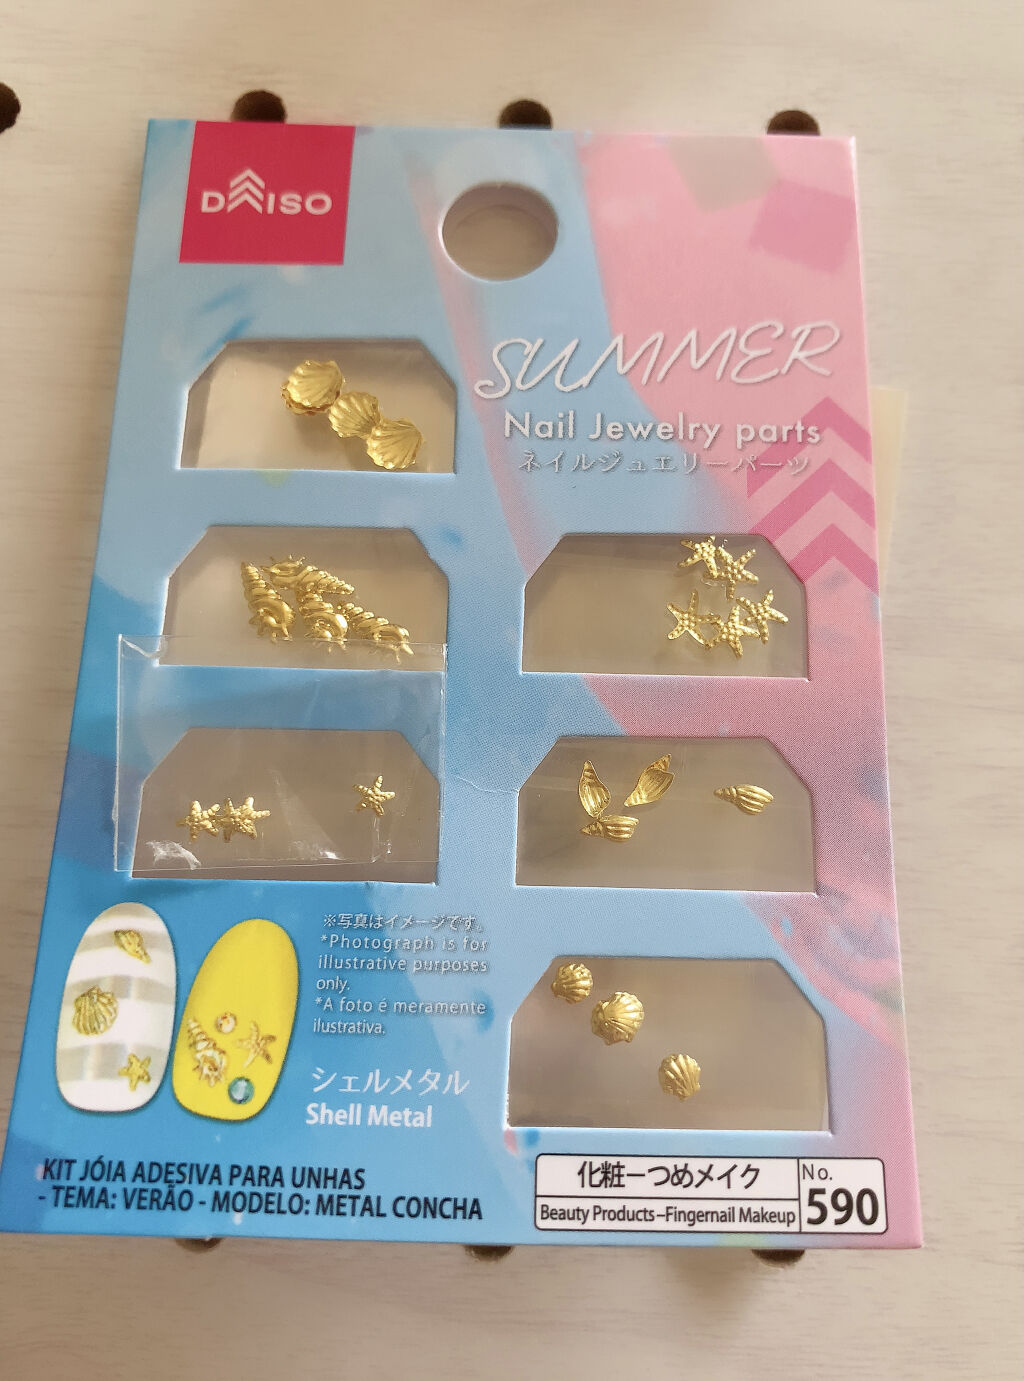 DAISO
SUMMER
Nail Jewelry parts
ネイルジュエリーパーツ
※写真はイメージです。
*Photograph is for
illustrative purposes
only.
*A foto é meramente
ilustrativa.
シェルメタル
Shell Metal
KIT JÓIA ADESIVA PARA UNHAS
- TEMA: VERÃO - MODELO: METAL CONCHA
化粧ーつめメイク
Beauty Products–Fingernail Makeup
No.
590